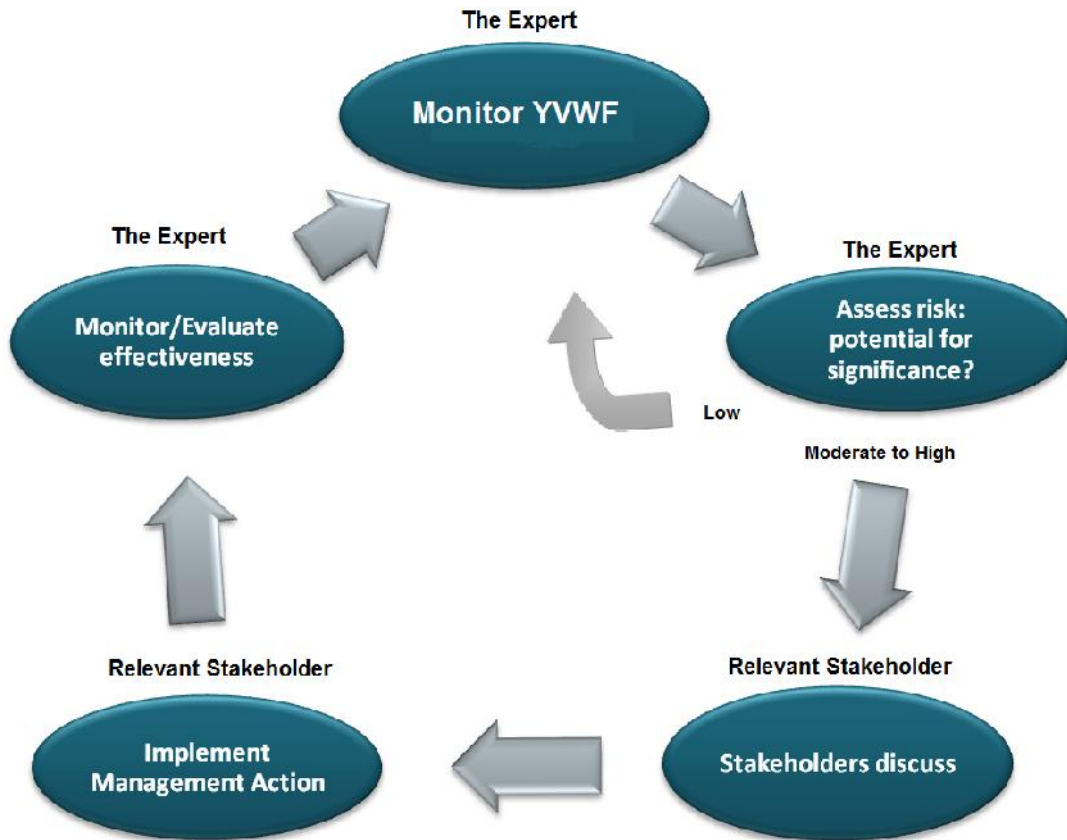 The Expert
Monitor YVWF
The Expert
Assess risk:
potential for
significance?
Low
Moderate to High
Relevant Stakeholder
Stakeholders discuss
Relevant Stakeholder
Implement
Management Action
The Expert
Monitor/Evaluate
effectiveness